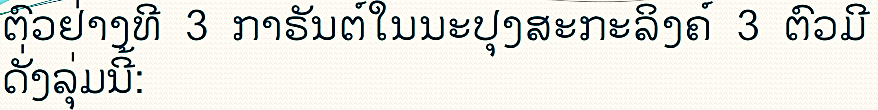 ຕົວຢ່າງທີ 3 ການັນຕ໌ໃນນະປຸງສະກະລິງຄ໌ 3 ຕົວມີ
ດັ່ງລຸ່ມນີ້: